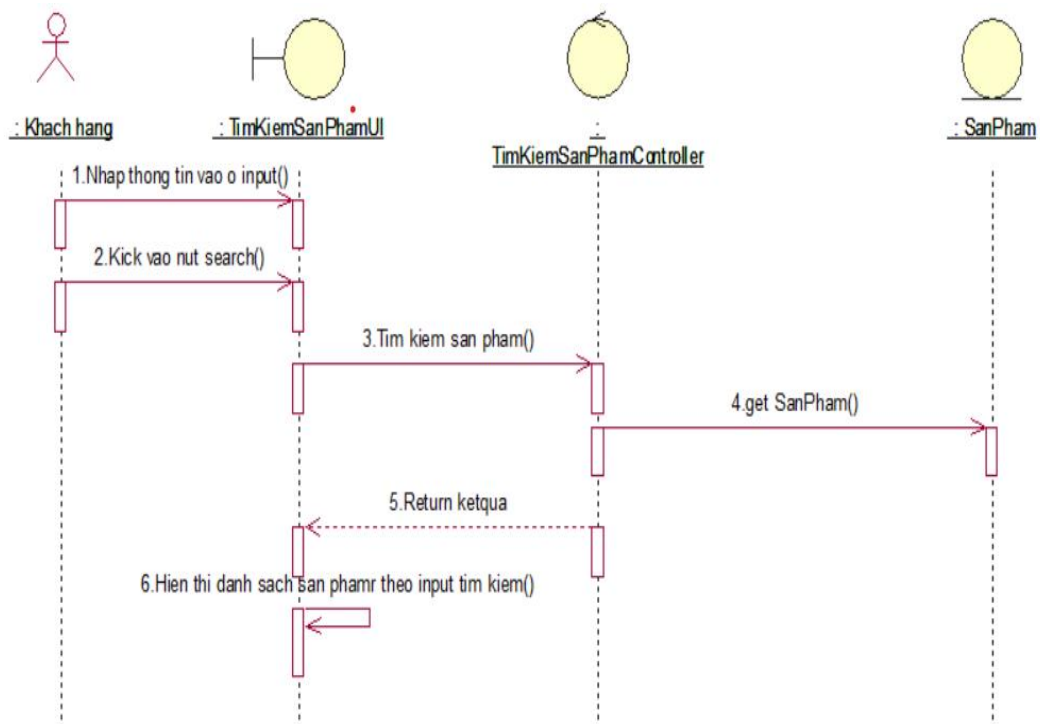 : Khach hang
: TimKiemSanPhamUI
:
TimKiemSanPhamController
: SanPham
1.Nhap thong tin vao o input()
2.Kick vao nut search()
3.Tim kiem san pham()
4.get SanPham()
5.Return ketqua
6.Hien thi danh sach san phamr theo input tim kiem()